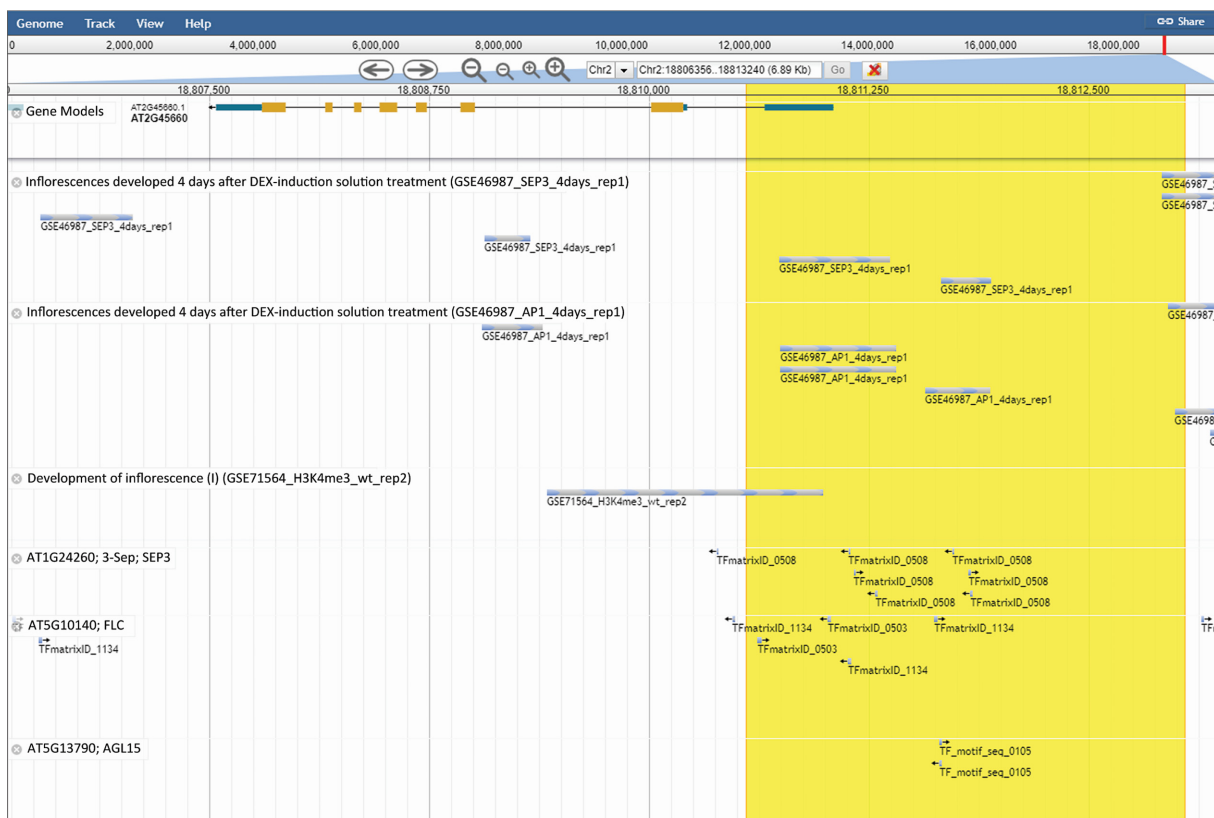 Genome Track View Help Share
0 2,000,000 4,000,000 6,000,000 8,000,000 10,000,000 12,000,000 14,000,000 16,000,000 18,000,000
Chr2 Chr2:18806356..18813240 (6.89 Kb) Go
18,807,500 18,808,750 18,810,000 18,811,250 18,812,500
Gene Models
AT2G45660.1
AT2G45660
Inflorescences developed 4 days after DEX-induction solution treatment (GSE46987_SEP3_4days_rep1)
GSE46987_S
GSE46987_S
GSE46987_SEP3_4days_rep1
GSE46987_SEP3_4days_rep1
GSE46987_SEP3_4days_rep1
GSE46987_SEP3_4days_rep1
Inflorescences developed 4 days after DEX-induction solution treatment (GSE46987_AP1_4days_rep1)
GSE46987_
GSE46987_AP1_4days_rep1
GSE46987_AP1_4days_rep1
GSE46987_AP1_4days_rep1
GSE46987_AP1_4days_rep1
GSE4698
Development of inflorescence (I) (GSE71564_H3K4me3_wt_rep2)
GSE71564_H3K4me3_wt_rep2
AT1G24260; 3-Sep; SEP3
TFmatrixID_0508 TFmatrixID_0508 TFmatrixID_0508
TFmatrixID_0508 TFmatrixID_0508
TFmatrixID_0508 TFmatrixID_0508
AT5G10140; FLC
TFmatrixID_1134 TFmatrixID_0503 TFmatrixID_1134
TFmatrixID_1134 TFmatrixID_0503
TFmatrixID_1134
AT5G13790; AGL15
TF_motif_seq_0105
TF_motif_seq_0105